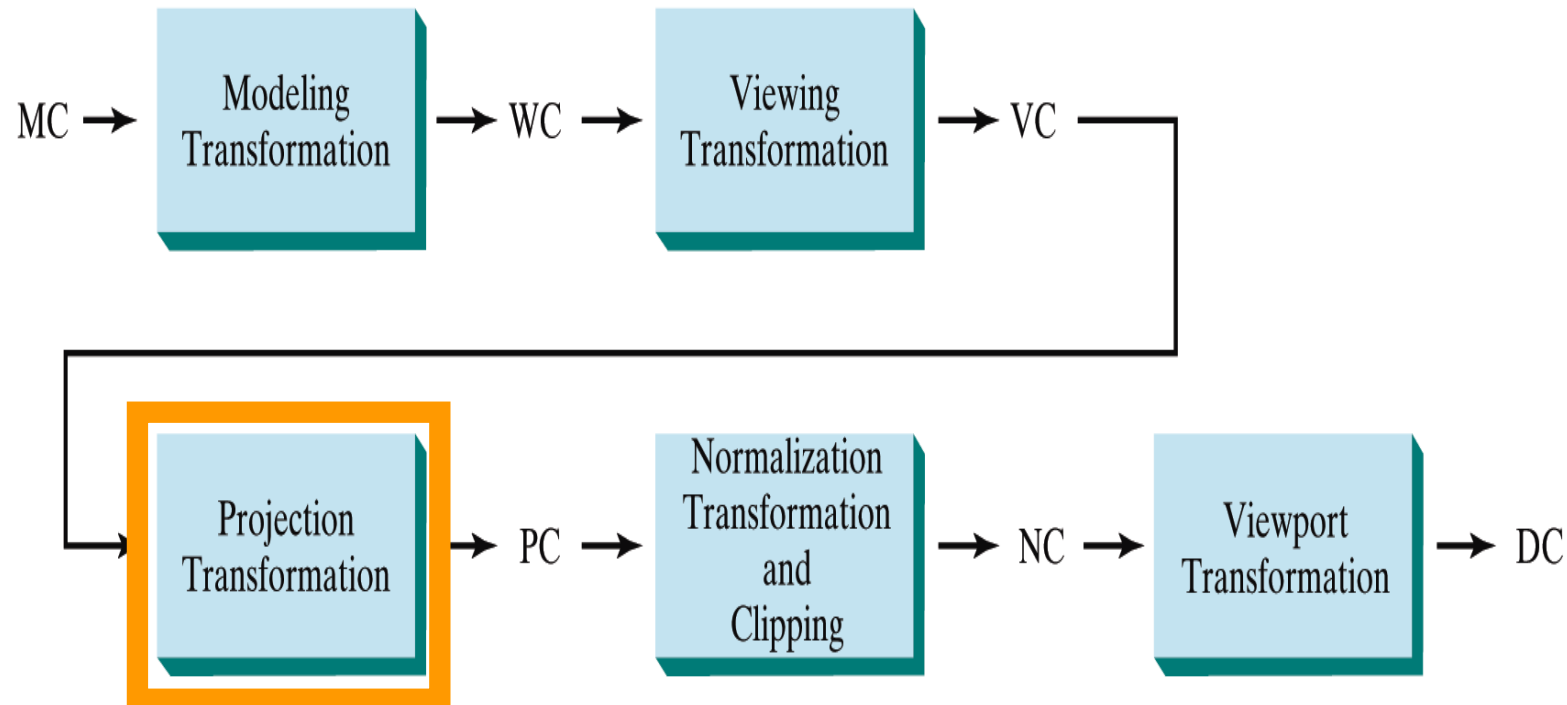 MC
Modeling
Transformation
WC
Viewing
Transformation
VC
Projection
Transformation
PC
Normalization
Transformation
and
Clipping
NC
Viewport
Transformation
DC